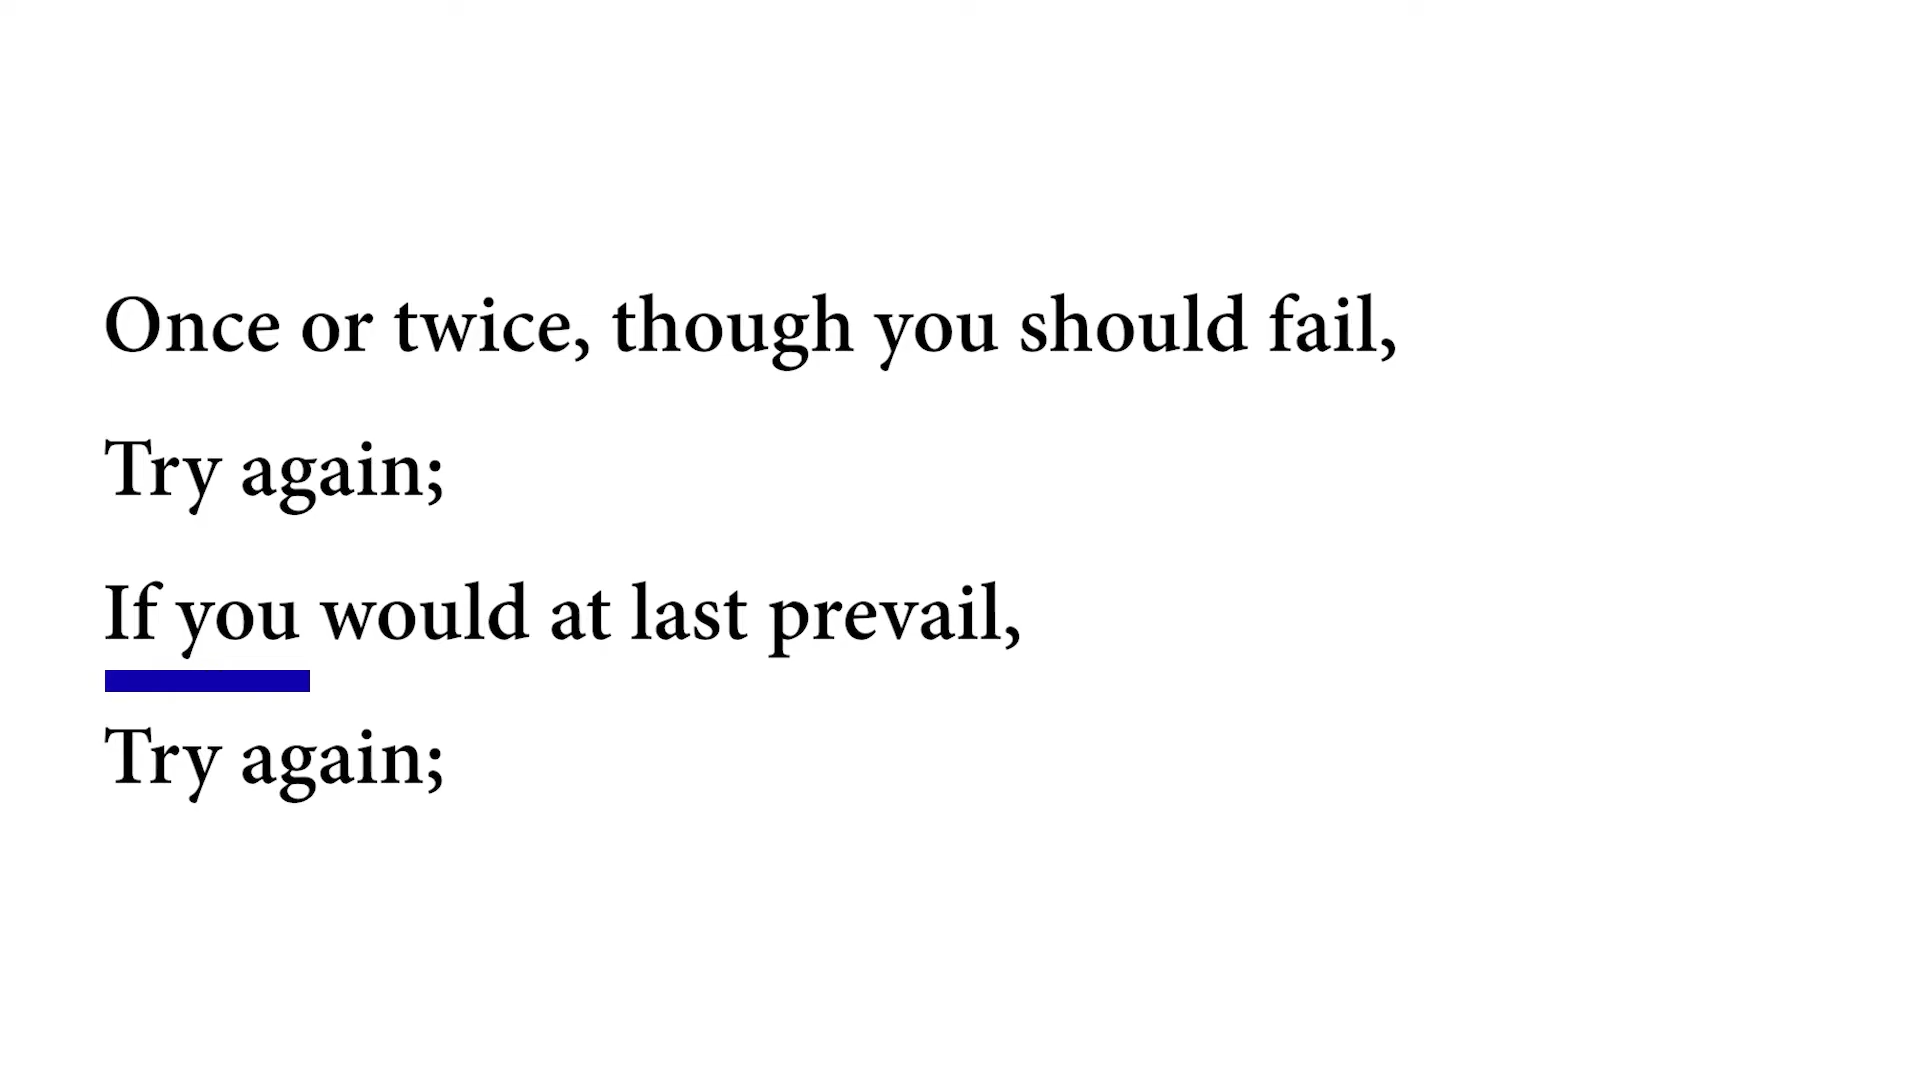 Once or twice, though you should fail,
Try again;
If you would at last prevail,
Try again;